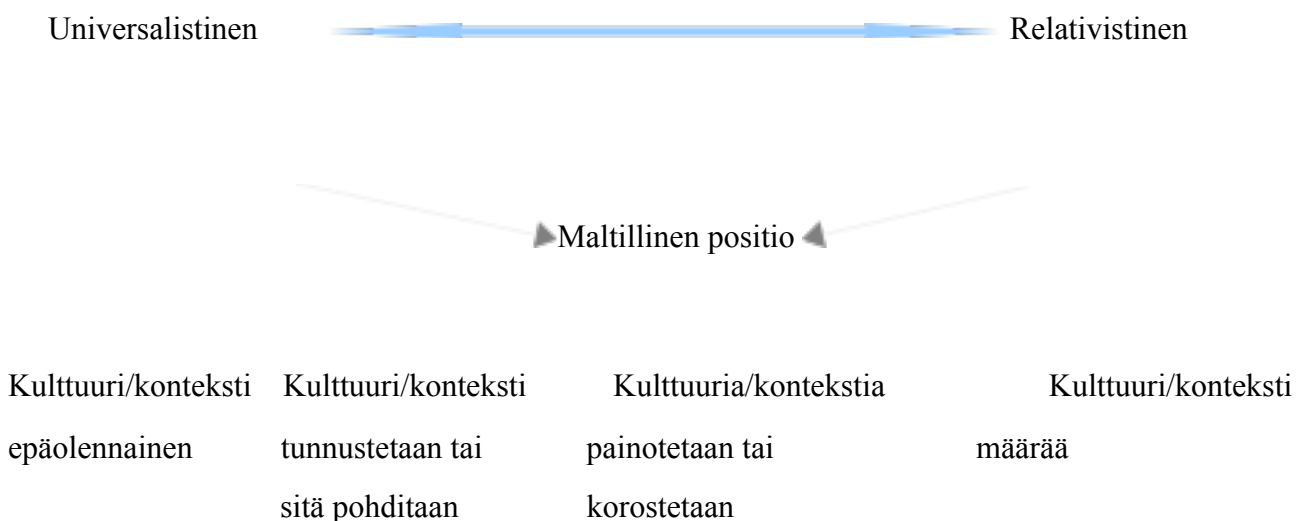 Universalistinen Relativistinen
Maltillinen positio
Kulttuuri/konteksti Kulttuuri/konteksti Kulttuuria/kontekstia Kulttuuri/konteksti
epäolennainen tunnustetaan tai painotetaan tai määrää
sitä pohditaan korostetaan